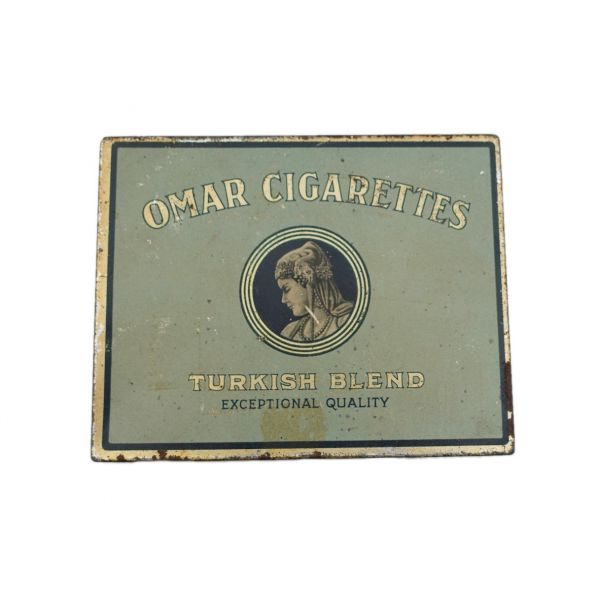 OMAR CIGARETTES
TURKISH BLEND
EXCEPTIONAL QUALITY